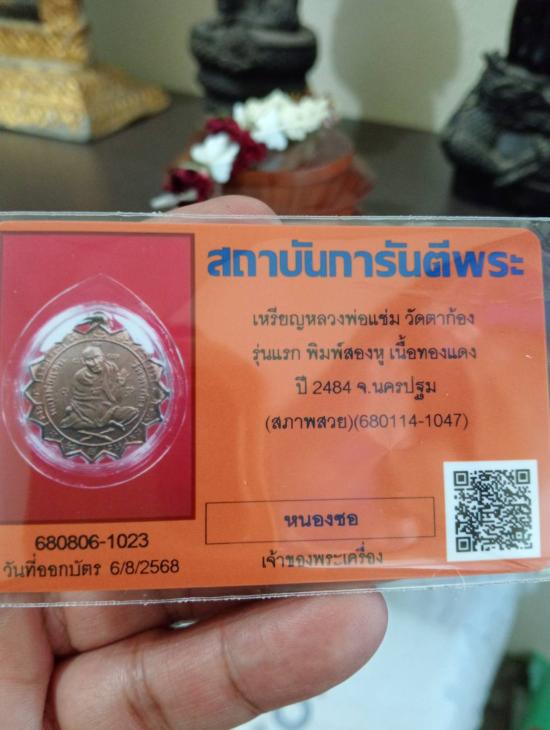 สถาบันการันตีพระ
เหรียญหลวงพ่อแช่ม วัดตาก้อง
รุ่นแรก พิมพ์สองหู เนื้อทองแดง
ปี 2484 จ.นครปฐม
(สภาพสวย)(680114-1047)
หนองซอ
เจ้าของพระเครื่อง
680806-1023
วันที่ออกบัตร 6/8/2568